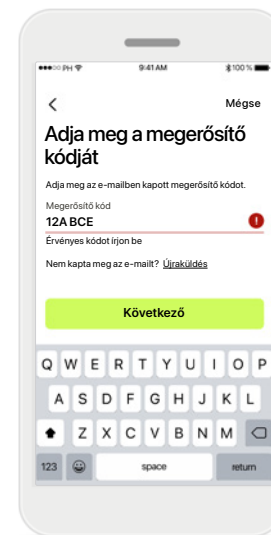 PH 9:41 AM 100 %
Mégse
Adja meg a megerősítő
kódját
Adja meg az e-mailben kapott megerősítő kódot.
Megerősítő kód
12A BCE
Érvényes kódot írjon be
Nem kapta meg az e-mailt? Újraküldés
Következő
Q W E R T Y U I O P
A S D F G H J K L
Z X C V B N M
123 space return